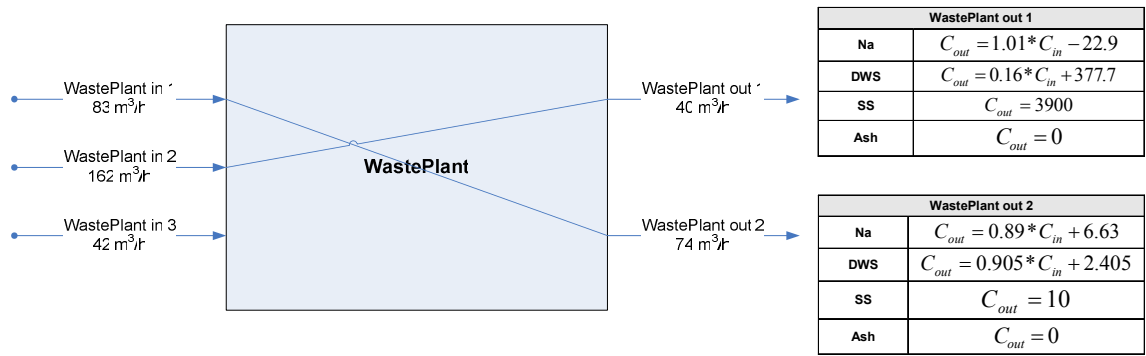 WastePlant in 1
83 m³/h
WastePlant in 2
162 m³/h
WastePlant in 3
42 m³/h
WastePlant
WastePlant out 1
40 m³/h
WastePlant out 2
74 m³/h
WastePlant out 1
Na C_out = 1.01* C_in − 22.9
DWS C_out = 0.16* C_in + 377.7
SS C_out = 3900
Ash C_out = 0
WastePlant out 2
Na C_out = 0.89 * C_in + 6.63
DWS C_out = 0.905* C_in + 2.405
SS C_out = 10
Ash C_out = 0